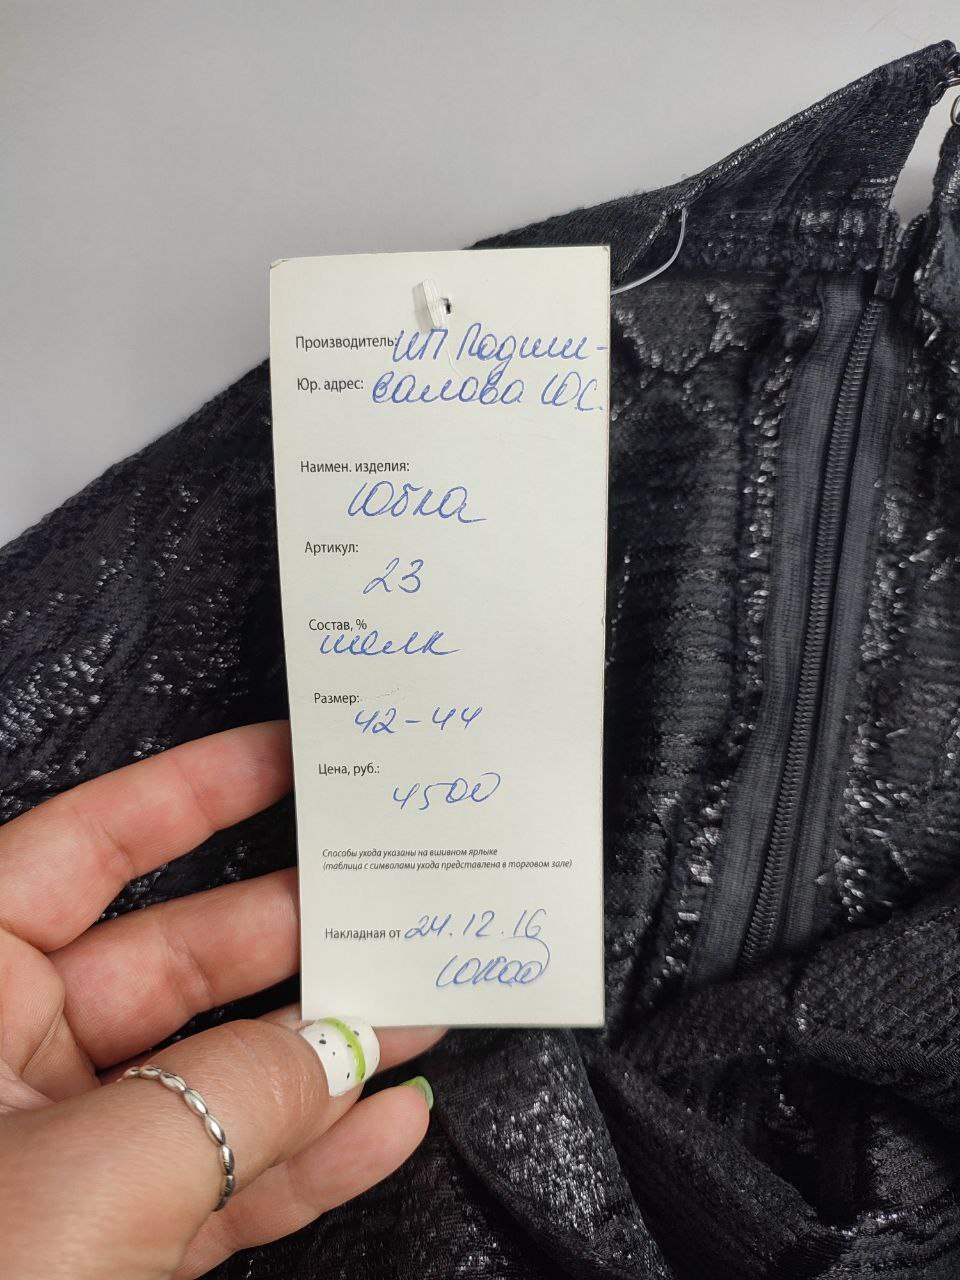 Производитель: ИП Подши-
Юр. адрес: валова Ю.С.
Наимен. изделия:
Юбка
Артикул:
23
Состав, %
шелк
Размер:
42-44
Цена, руб.:
4500
Способы ухода указаны на вшивном ярлыке
(таблица с символами ухода представлена в торговом зале)
Накладная от 24.12.16